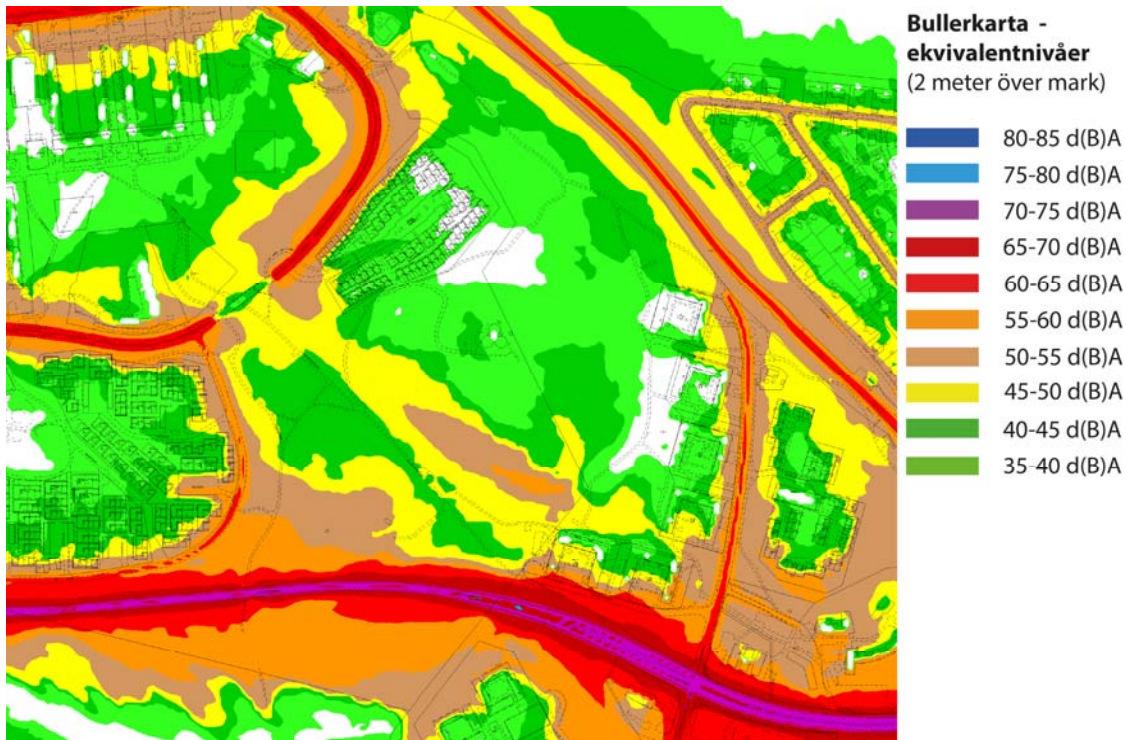 Bullerkarta -
ekvivalentnivåer
(2 meter över mark)
80-85 d(B)A
75-80 d(B)A
70-75 d(B)A
65-70 d(B)A
60-65 d(B)A
55-60 d(B)A
50-55 d(B)A
45-50 d(B)A
40-45 d(B)A
35-40 d(B)A